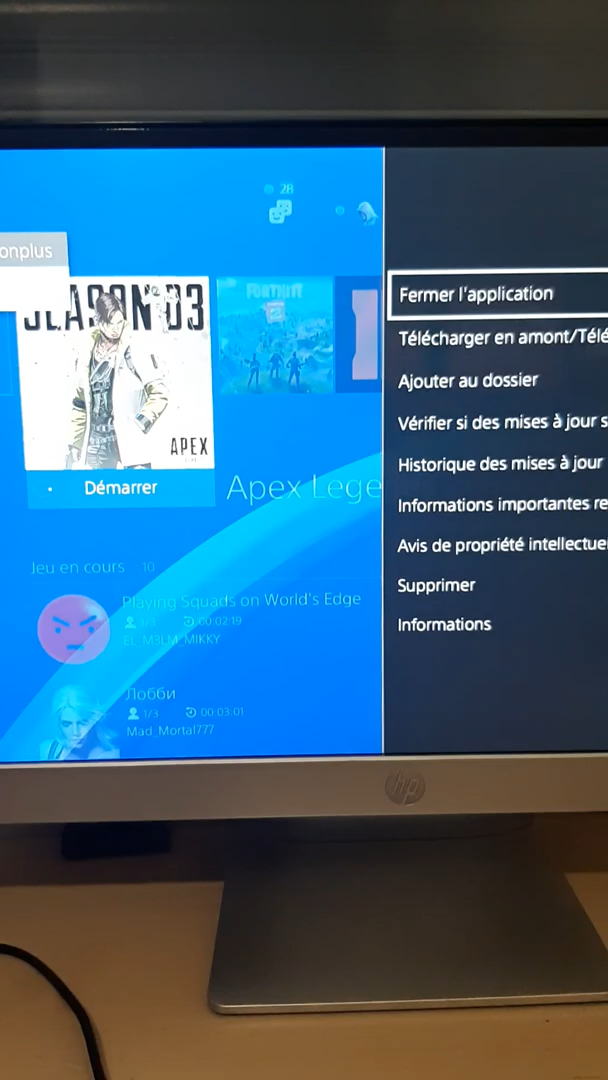 28
onplus
SEASON 03
FORTNITE
APEX
Démarrer
Apex Lege
Jeu en cours 10
Playing Squads on World's Edge
3/3 00:02:19
EL_M3LM_MIKKY
Лобби
1/3 00:03:01
Mad_Mortal777
Fermer l'application
Télécharger en amont/Télé
Ajouter au dossier
Vérifier si des mises à jour s
Historique des mises à jour
Informations importantes re
Avis de propriété intellectue
Supprimer
Informations
hp